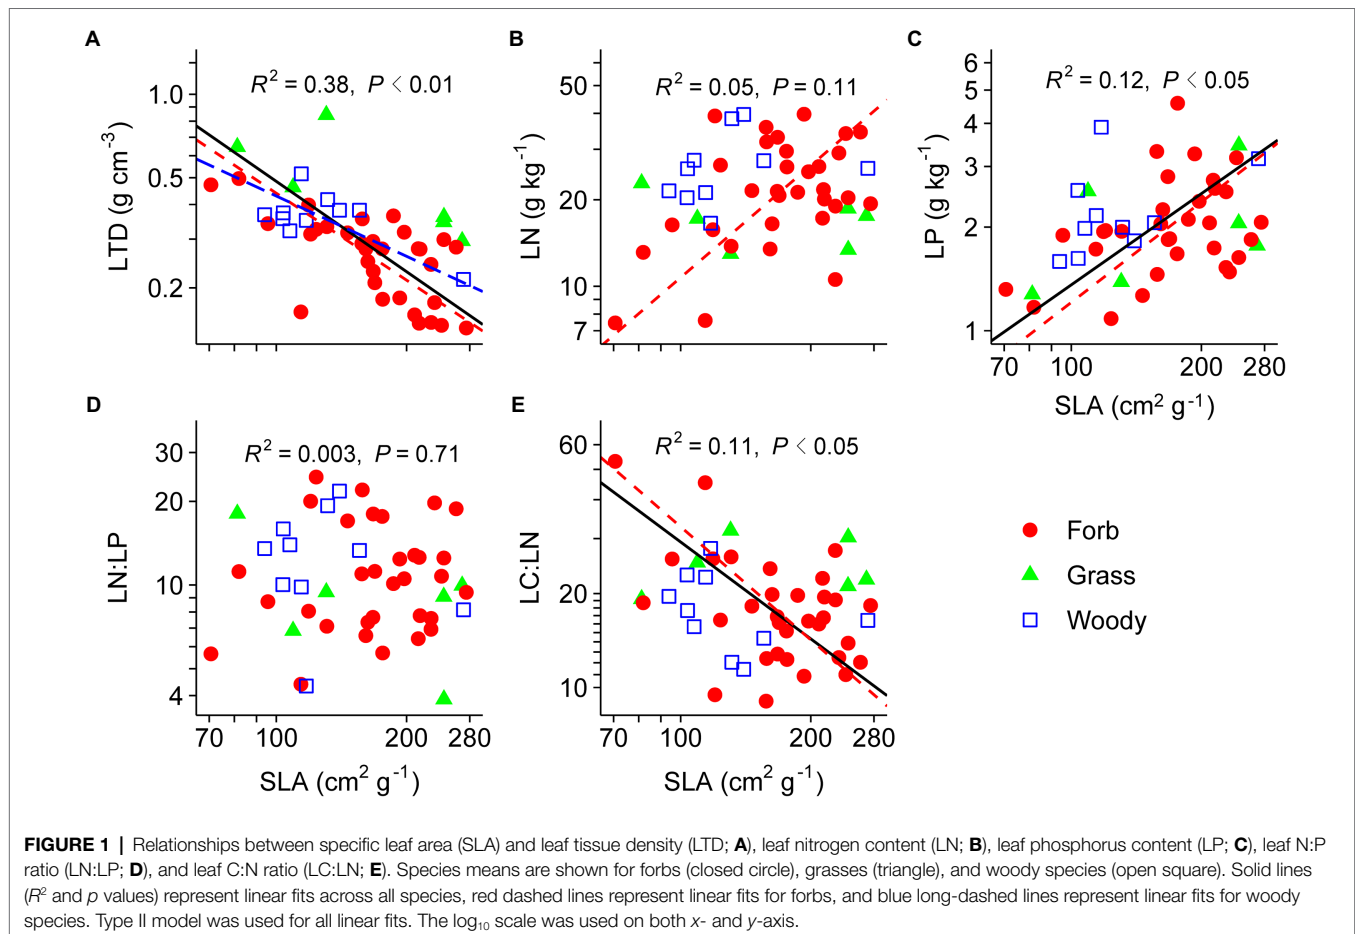 A
R² = 0.38, P < 0.01
LTD (g cm⁻³)
1.0
0.5
0.2
B
R² = 0.05, P = 0.11
LN (g kg⁻¹)
50
20
10
7
C
R² = 0.12, P < 0.05
LP (g kg⁻¹)
6
5
4
3
2
1
70 100 200 280
SLA (cm² g⁻¹)
D
R² = 0.003, P = 0.71
LN:LP
30
20
10
4
70 100 200 280
SLA (cm² g⁻¹)
E
R² = 0.11, P < 0.05
LC:LN
60
20
10
70 100 200 280
SLA (cm² g⁻¹)
Forb
Grass
Woody
FIGURE 1 | Relationships between specific leaf area (SLA) and leaf tissue density (LTD; A), leaf nitrogen content (LN; B), leaf phosphorus content (LP; C), leaf N:P
ratio (LN:LP; D), and leaf C:N ratio (LC:LN; E). Species means are shown for forbs (closed circle), grasses (triangle), and woody species (open square). Solid lines
(R² and p values) represent linear fits across all species, red dashed lines represent linear fits for forbs, and blue long-dashed lines represent linear fits for woody
species. Type II model was used for all linear fits. The log₁₀ scale was used on both x- and y-axis.